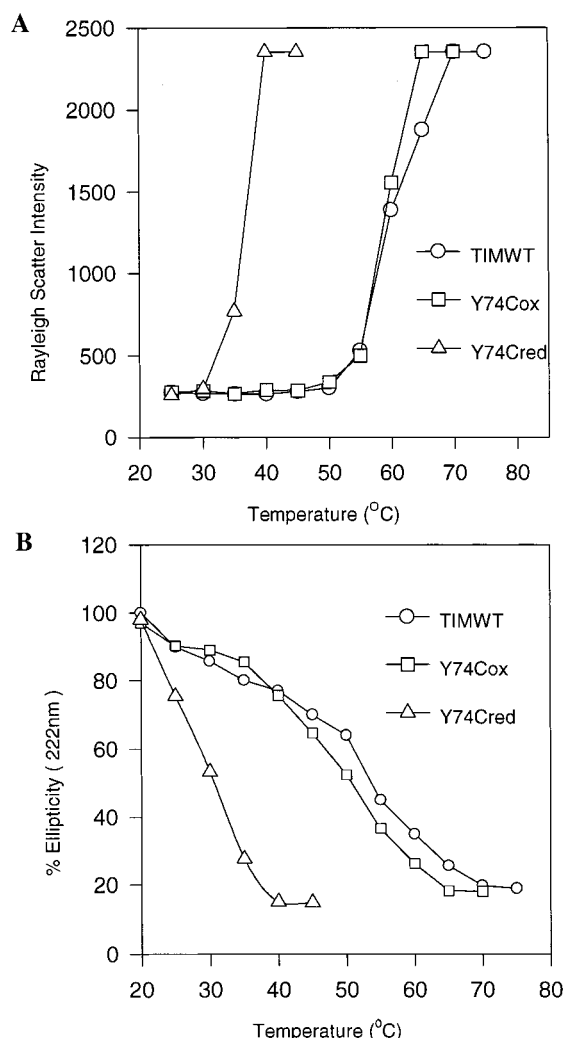 A
2500
2000
1500
1000
500
0
Rayleigh Scatter Intensity
TIMWT
Y74Cox
Y74Cred
20 30 40 50 60 70 80
Temperature (°C)
B
120
100
80
60
40
20
0
% Ellipticity ( 222nm )
TIMWT
Y74Cox
Y74Cred
20 30 40 50 60 70 80
Temperature (°C)